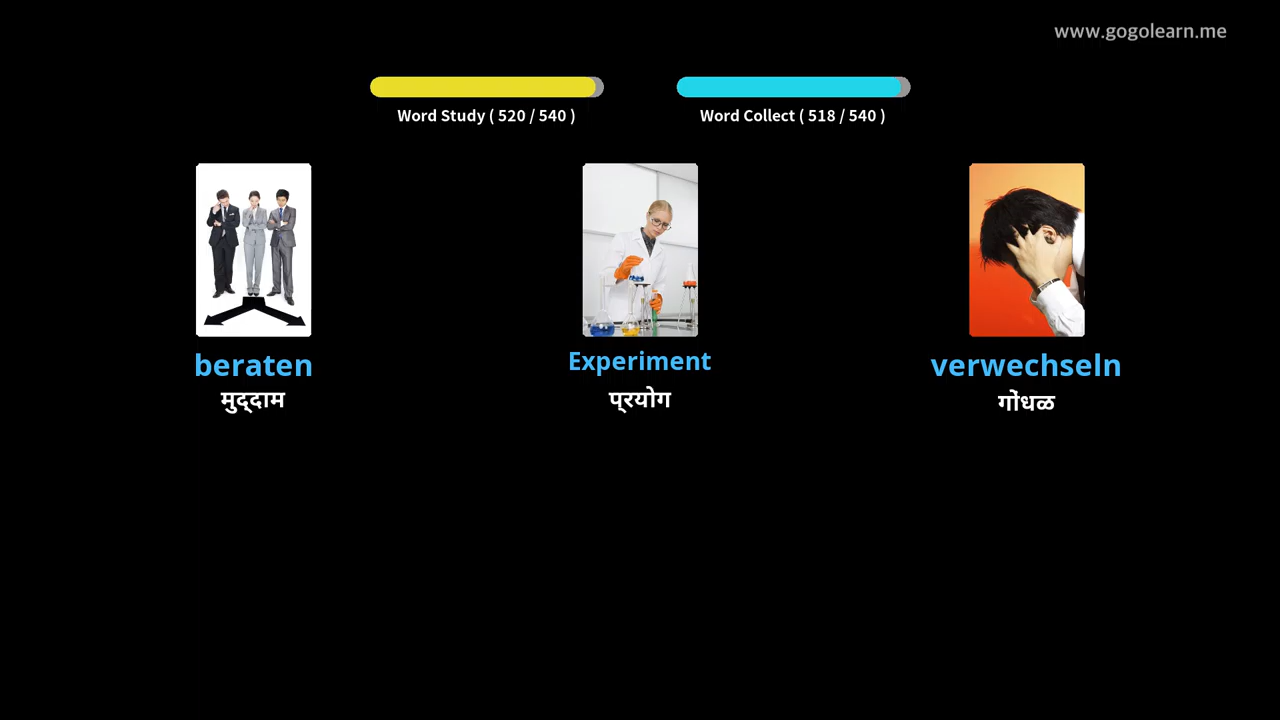 www.gogolearn.me
Word Study ( 520 / 540 )
Word Collect ( 518 / 540 )
beraten
मुद्‌दाम
Experiment
प्रयोग
verwechseln
गोंधळ